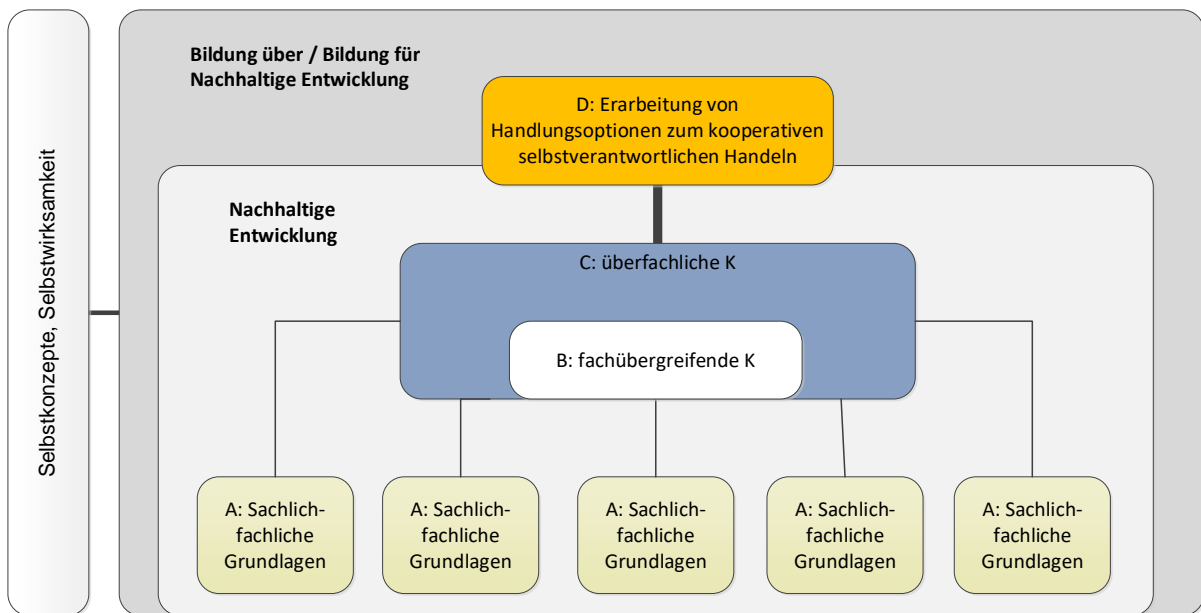 Selbstkonzepte, Selbstwirksamkeit
Bildung über / Bildung für
Nachhaltige Entwicklung
D: Erarbeitung von
Handlungsoptionen zum kooperativen
selbstverantwortlichen Handeln
Nachhaltige
Entwicklung
C: überfachliche K
B: fachübergreifende K
A: Sachlich-
fachliche
Grundlagen
A: Sachlich-
fachliche
Grundlagen
A: Sachlich-
fachliche
Grundlagen
A: Sachlich-
fachliche
Grundlagen
A: Sachlich-
fachliche
Grundlagen